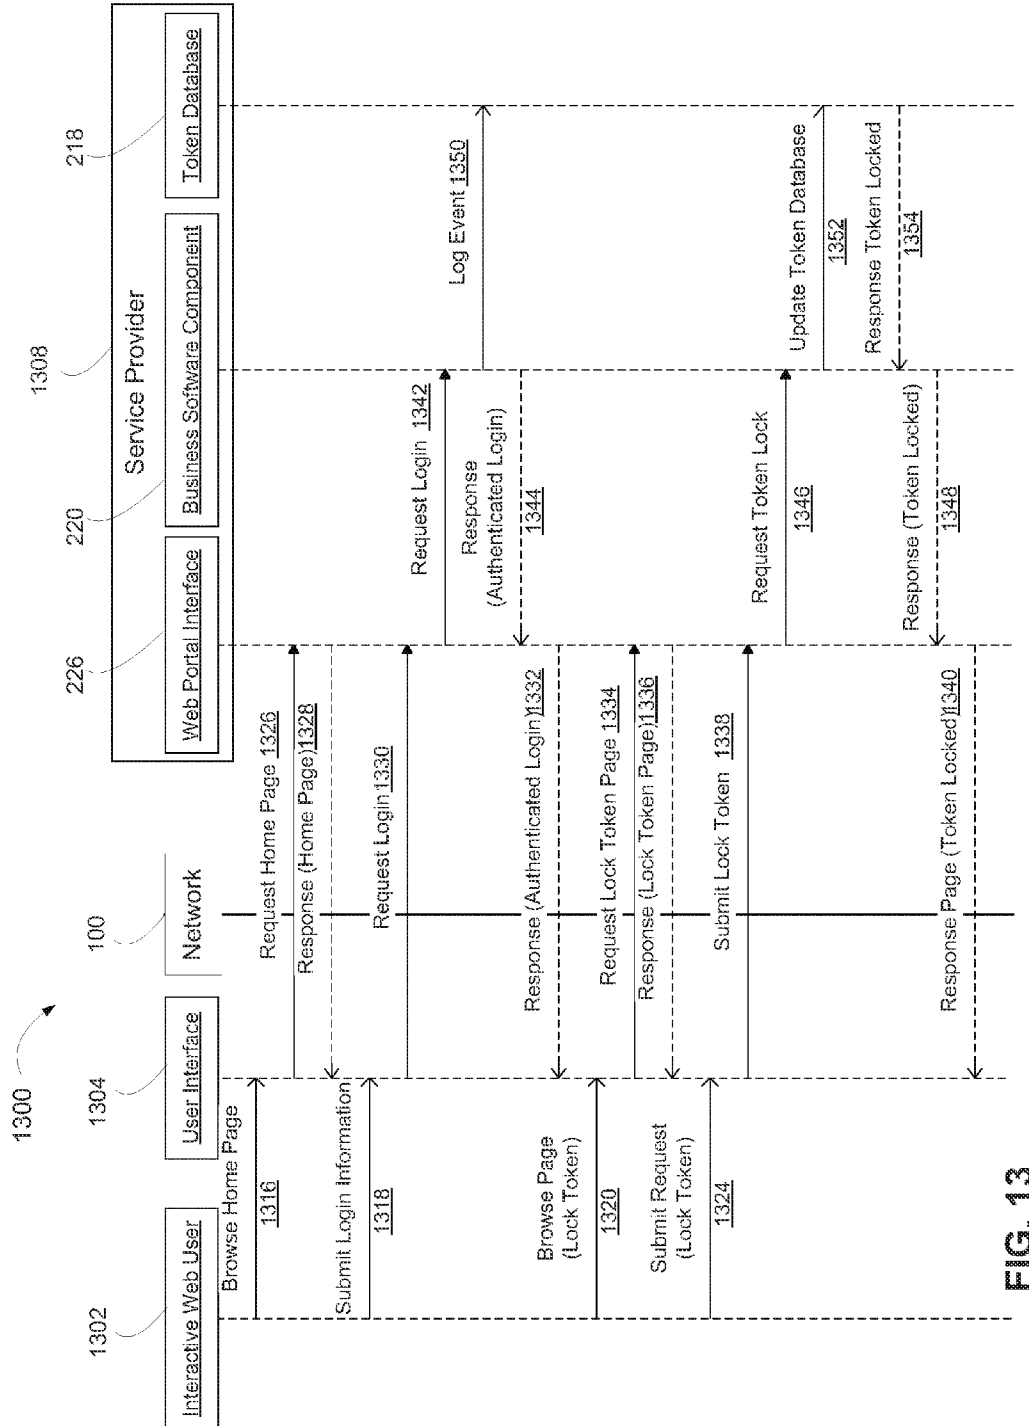 1300
1302
1304
100
226
220
1308
218
Service Provider
Interactive Web User
User Interface
Network
Web Portal Interface
Business Software Component
Token Database
Browse Home Page
1316
Request Home Page 1326
Response (Home Page)1328
Submit Login Information
1318
Request Login1330
Request Login 1342
Log Event 1350
Response
(Authenticated Login)
1344
Response (Authenticated Login)1332
Browse Page
(Lock Token)
1320
Request Lock Token Page 1334
Response (Lock Token Page)1336
Submit Request
(Lock Token)
1324
Submit Lock Token 1338
Request Token Lock
1346
Update Token Database
1352
Response Token Locked
1354
Response (Token Locked)
1348
Response Page (Token Locked)1340
FIG. 13